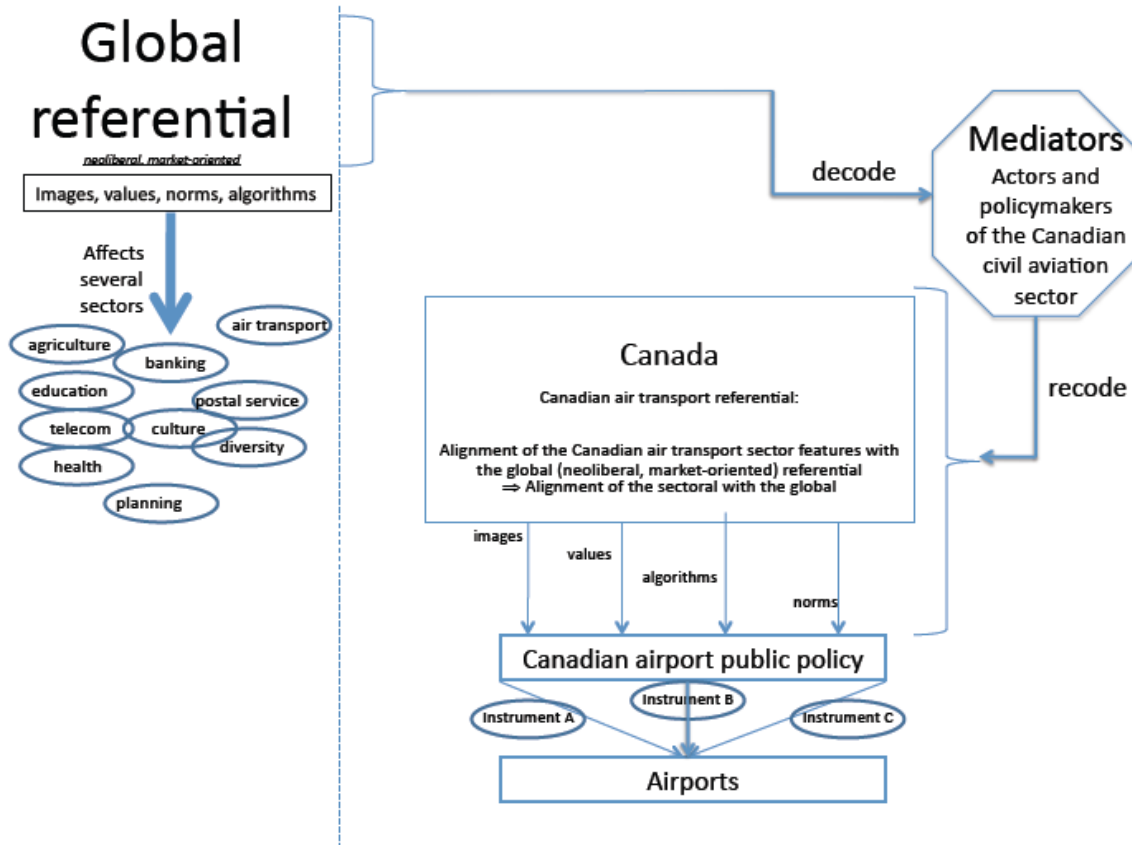 Global
referential
neoliberal, market-oriented
Images, values, norms, algorithms
Affects
several
sectors
air transport
agriculture
banking
education
postal service
telecom
culture
diversity
health
planning
decode
Mediators
Actors and
policymakers
of the Canadian
civil aviation
sector
recode
Canada
Canadian air transport referential:
Alignment of the Canadian air transport sector features with
the global (neoliberal, market-oriented) referential
⇒ Alignment of the sectoral with the global
images
values
algorithms
norms
Canadian airport public policy
Instrument A
Instrument B
Instrument C
Airports